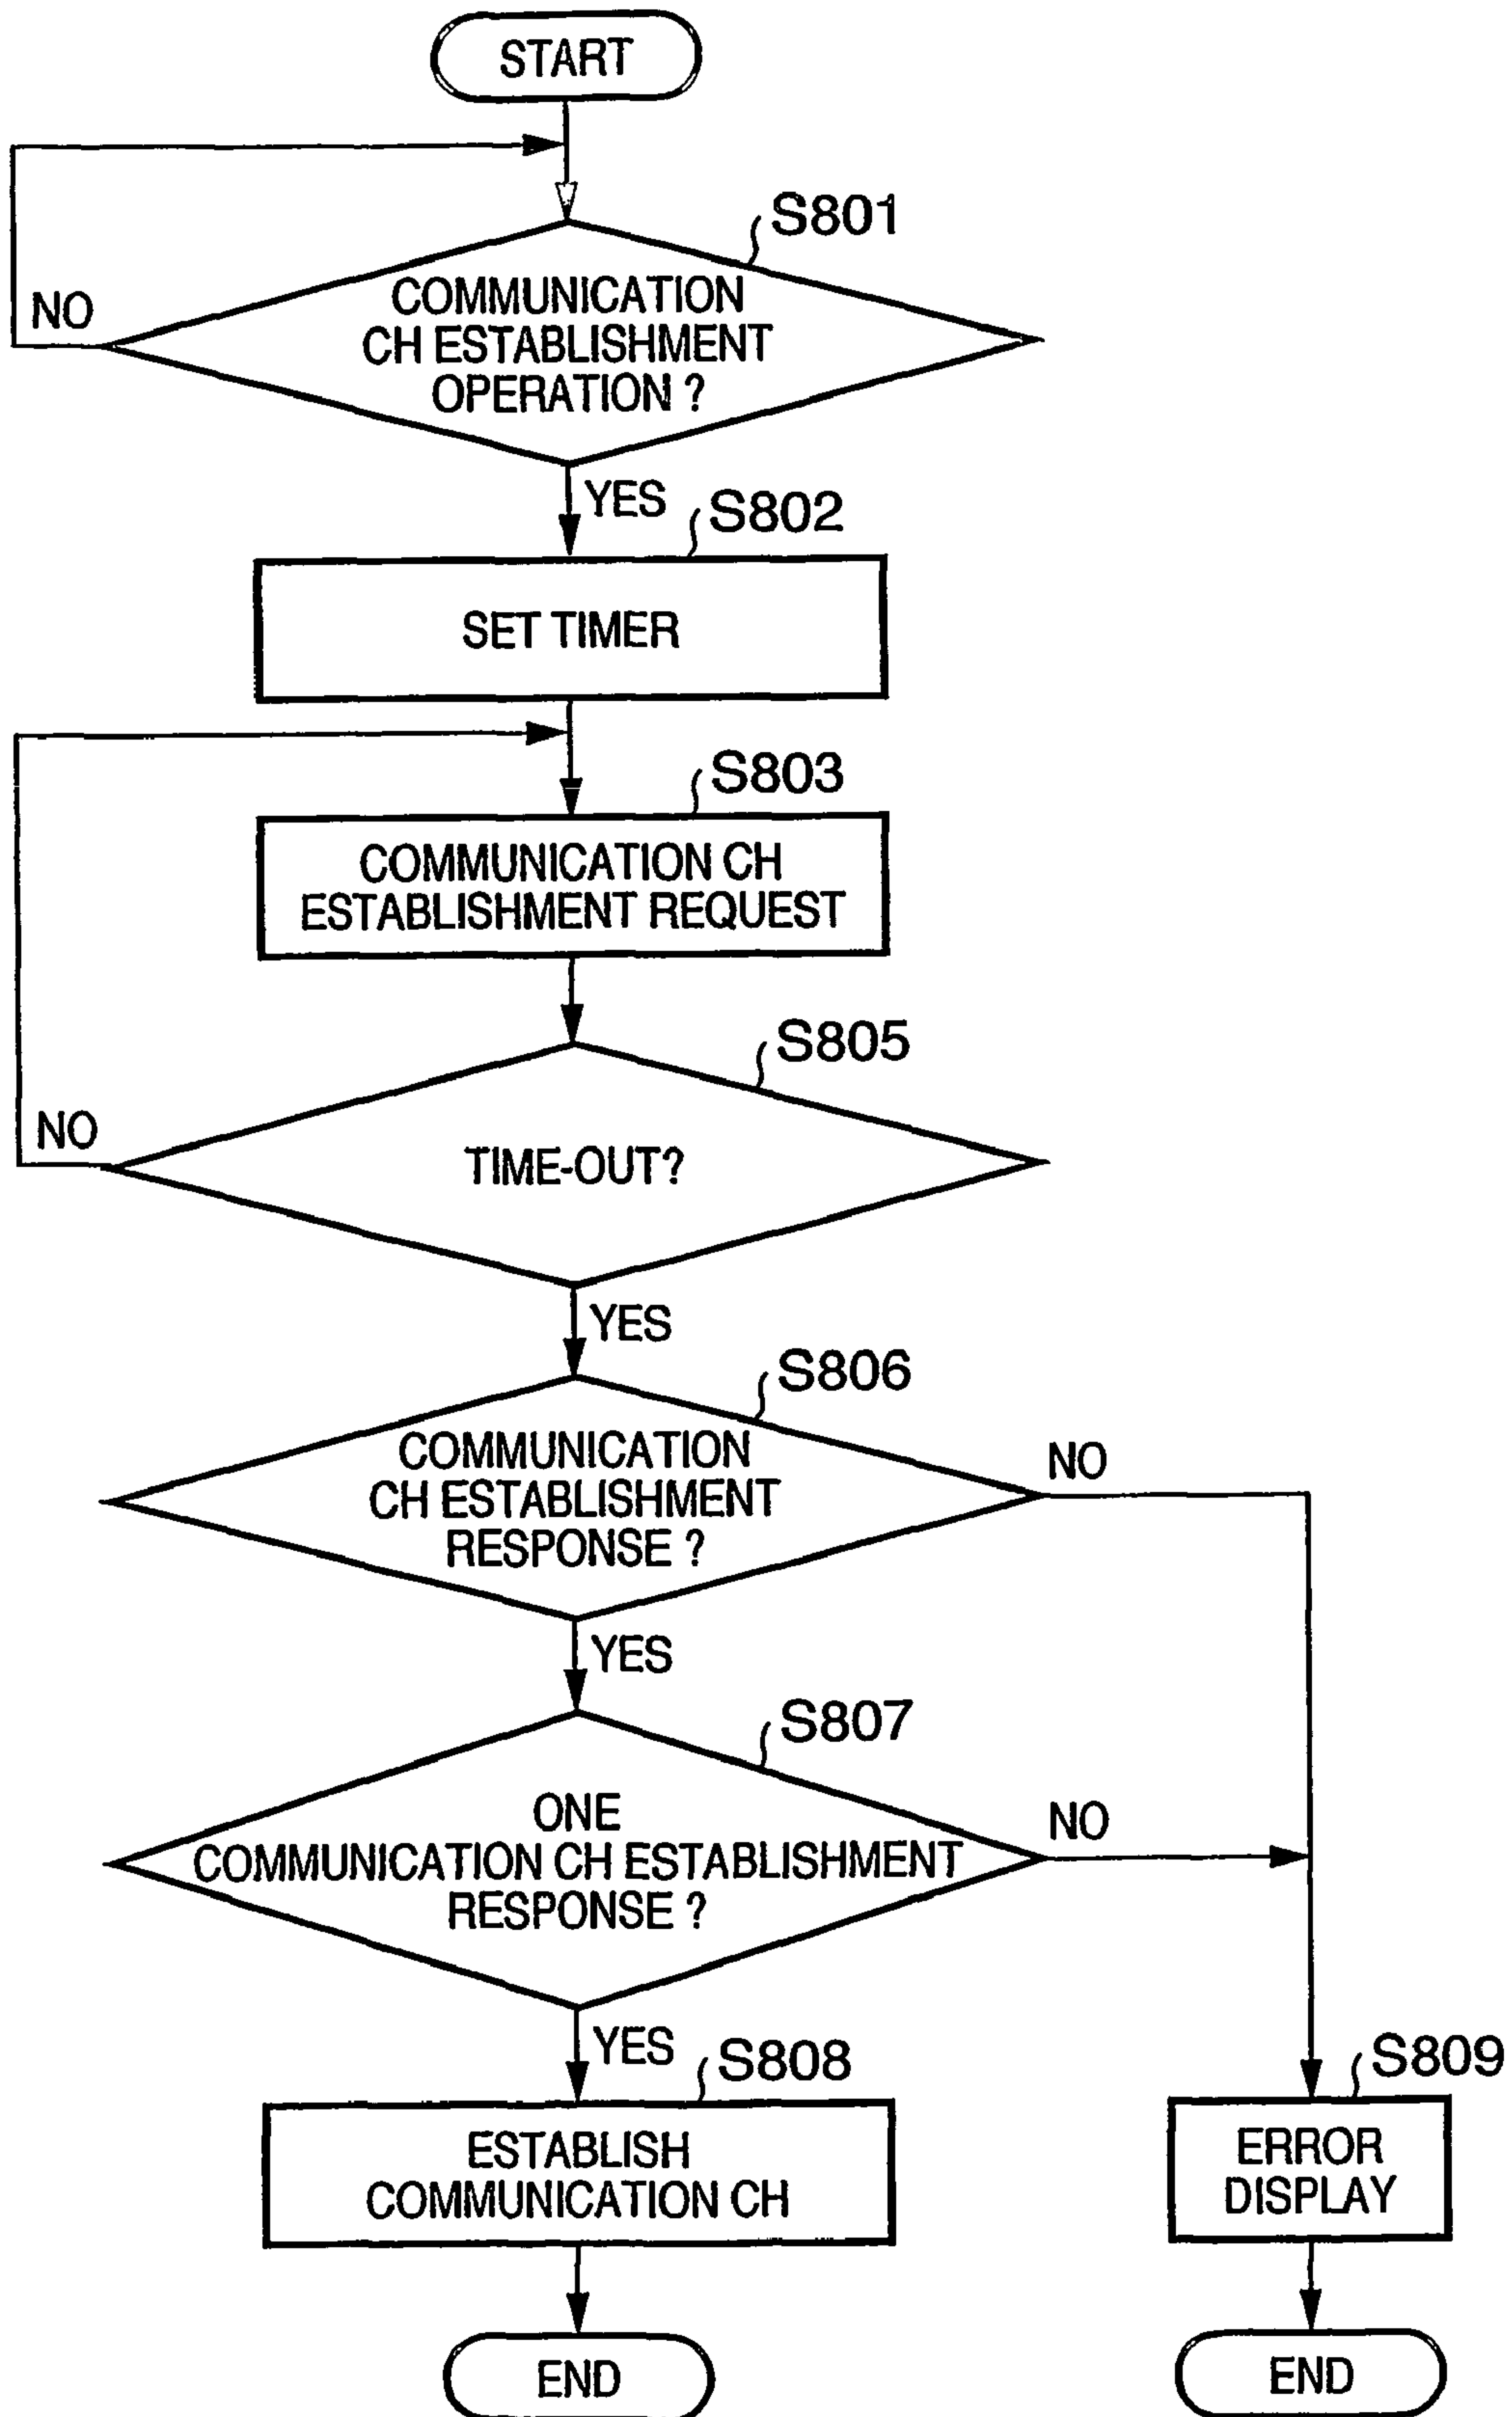 START
S801
COMMUNICATION
CH ESTABLISHMENT
OPERATION ?
NO
YES
S802
SET TIMER
S803
COMMUNICATION CH
ESTABLISHMENT REQUEST
S805
TIME-OUT?
NO
YES
S806
COMMUNICATION
CH ESTABLISHMENT
RESPONSE ?
NO
YES
S807
ONE
COMMUNICATION CH ESTABLISHMENT
RESPONSE ?
NO
YES
S808
ESTABLISH
COMMUNICATION CH
S809
ERROR
DISPLAY
END
END